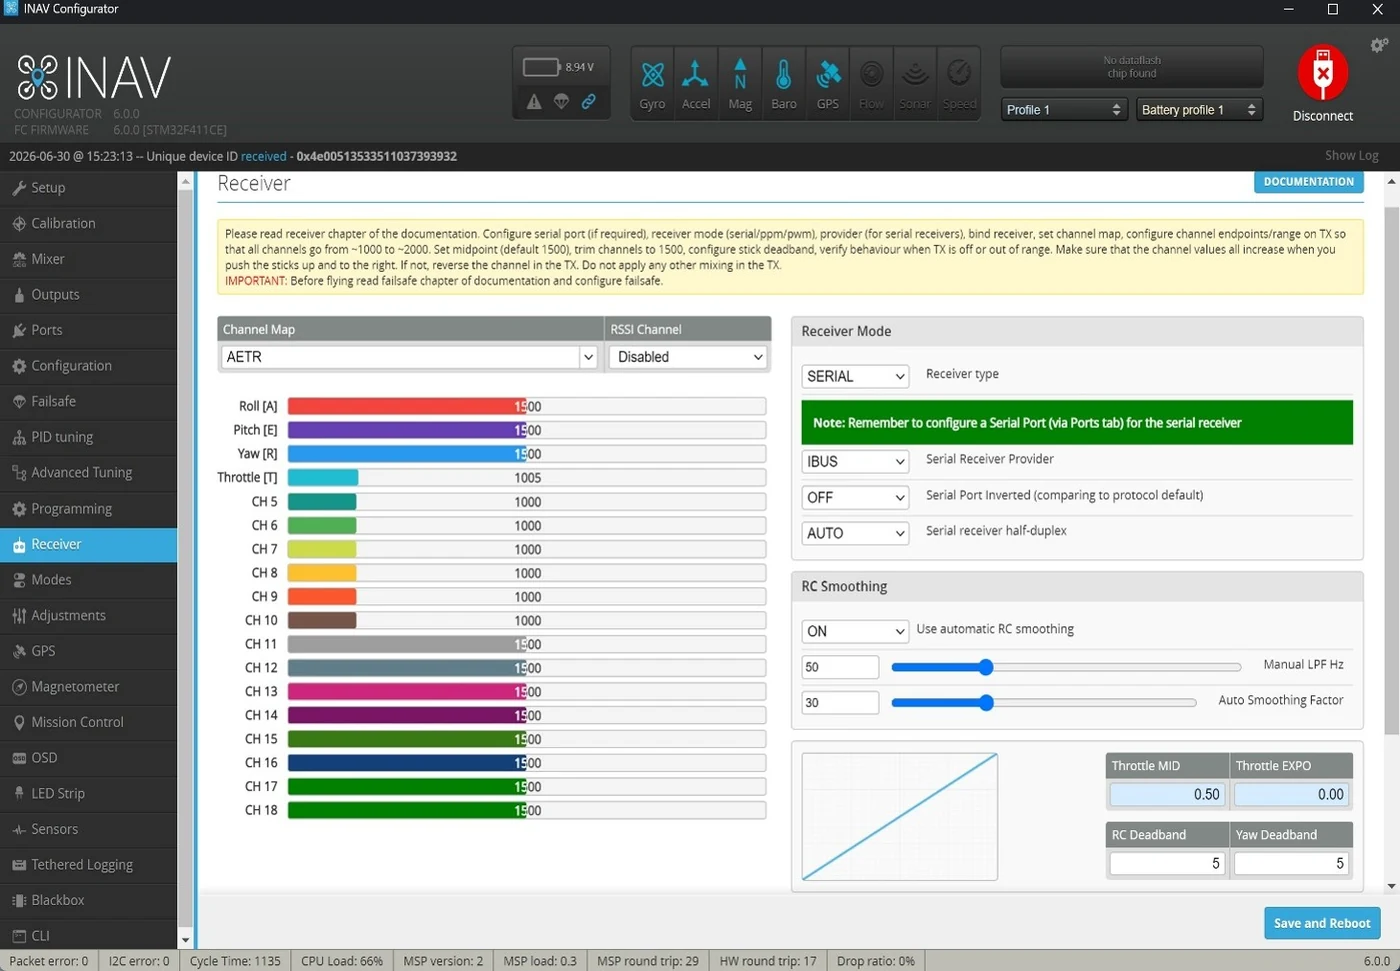 INAV Configurator
INAV
CONFIGURATOR 6.0.0
FC FIRMWARE 6.0.0 [STM32F411CE]
8.94 V
Gyro Accel Mag Baro GPS Flow Sonar Speed
No dataflash
chip found
Profile 1 Battery profile 1
Disconnect
2026-06-30 @ 15:23:13 -- Unique device ID received - 0x4e00513533511037393932
Show Log
Setup
Calibration
Mixer
Outputs
Ports
Configuration
Failsafe
PID tuning
Advanced Tuning
Programming
Receiver
Modes
Adjustments
GPS
Magnetometer
Mission Control
OSD
LED Strip
Sensors
Tethered Logging
Blackbox
CLI
Receiver
DOCUMENTATION
Please read receiver chapter of the documentation. Configure serial port (if required), receiver mode (serial/ppm/pwm), provider (for serial receivers), bind receiver, set channel map, configure channel endpoints/range on TX so
that all channels go from ~1000 to ~2000. Set midpoint (default 1500), trim channels to 1500, configure stick deadband, verify behaviour when TX is off or out of range. Make sure that the channel values all increase when you
push the sticks up and to the right. If not, reverse the channel in the TX. Do not apply any other mixing in the TX.
IMPORTANT: Before flying read failsafe chapter of documentation and configure failsafe.
Channel Map RSSI Channel
AETR Disabled
Roll [A] 1500
Pitch [E] 1500
Yaw [R] 1500
Throttle [T] 1005
CH 5 1000
CH 6 1000
CH 7 1000
CH 8 1000
CH 9 1000
CH 10 1000
CH 11 1500
CH 12 1500
CH 13 1500
CH 14 1500
CH 15 1500
CH 16 1500
CH 17 1500
CH 18 1500
Receiver Mode
SERIAL Receiver type
Note: Remember to configure a Serial Port (via Ports tab) for the serial receiver
IBUS Serial Receiver Provider
OFF Serial Port Inverted (comparing to protocol default)
AUTO Serial receiver half-duplex
RC Smoothing
ON Use automatic RC smoothing
50 Manual LPF Hz
30 Auto Smoothing Factor
Throttle MID Throttle EXPO
0.50 0.00
RC Deadband Yaw Deadband
5 5
Save and Reboot
Packet error: 0 I2C error: 0 Cycle Time: 1135 CPU Load: 66% MSP version: 2 MSP load: 0.3 MSP round trip: 29 HW round trip: 17 Drop ratio: 0% 6.0.0